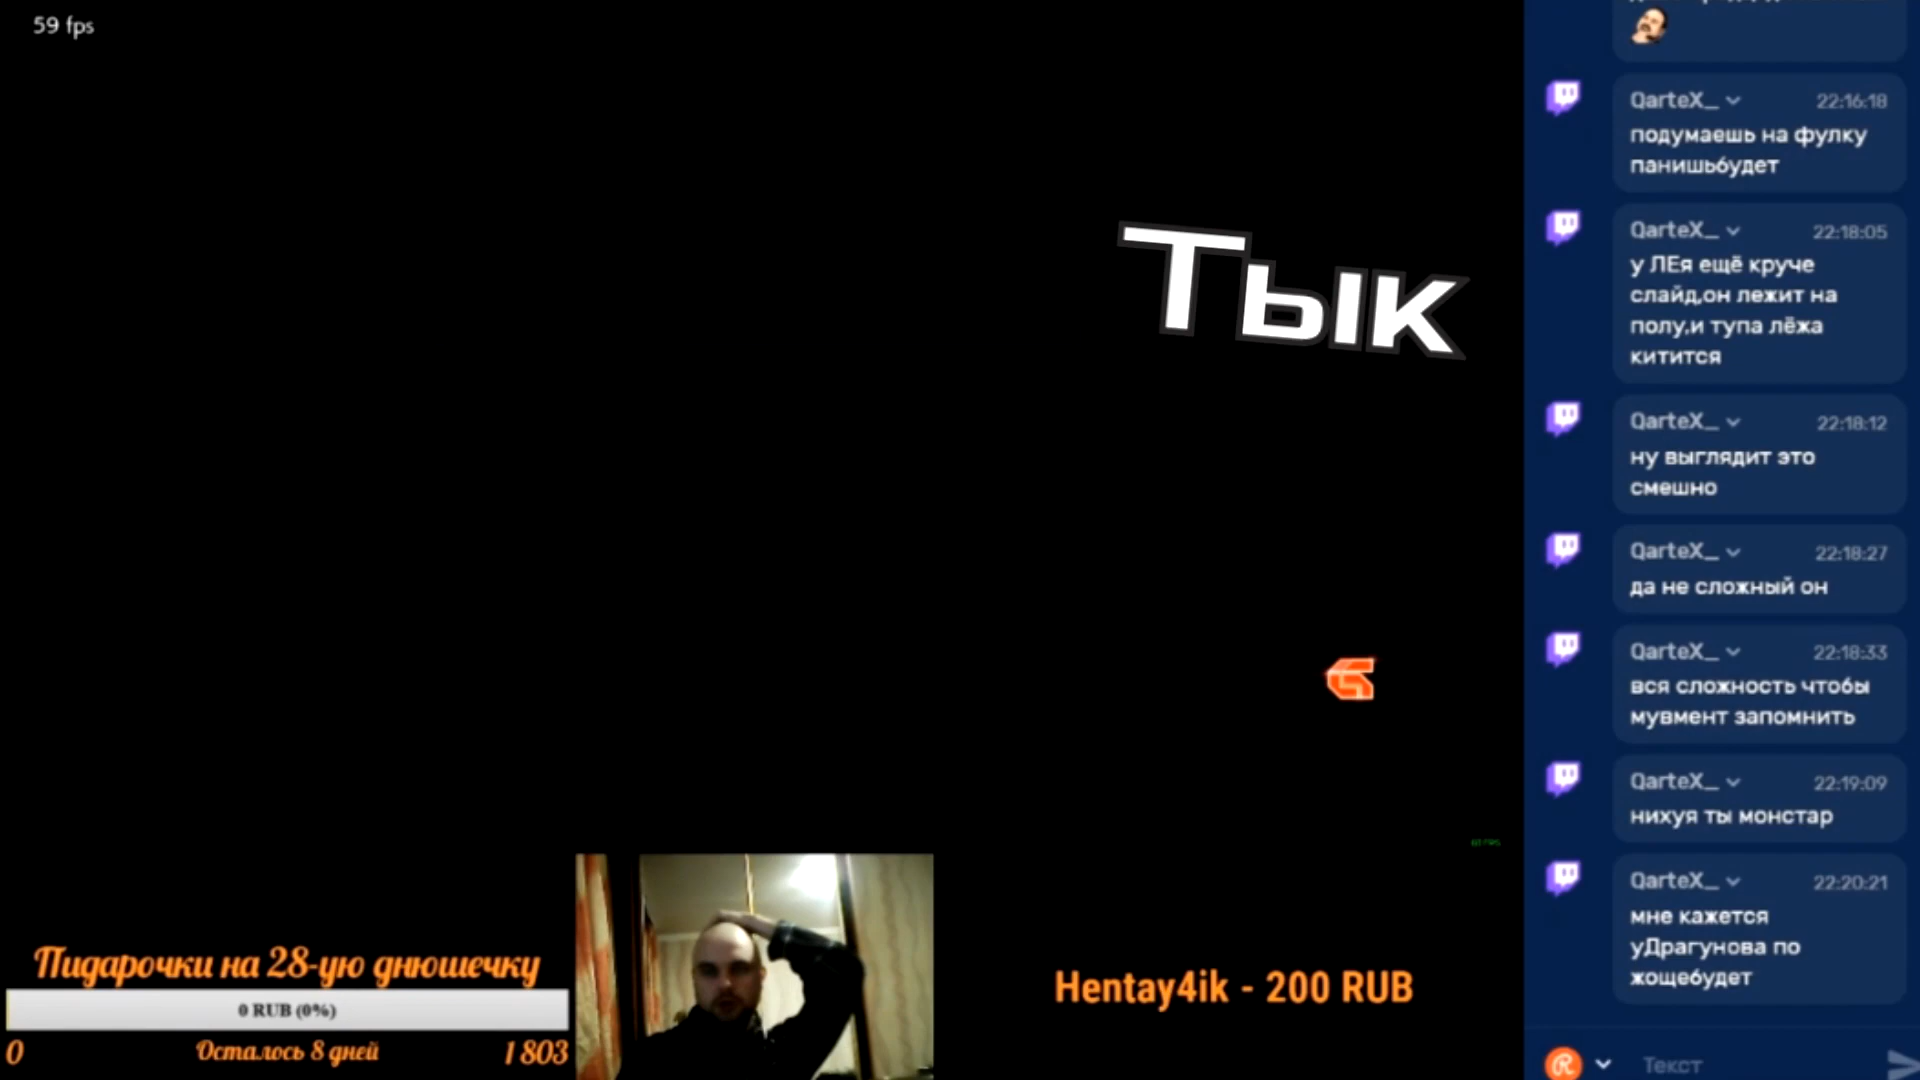 59 fps
Тык
QarteX_ 22:16:18
подумаешь на фулку
панишьбудет
QarteX_ 22:18:05
у ЛЕя ещё круче
слайд,он лежит на
полу,и тупа лёжа
китится
QarteX_ 22:18:12
ну выглядит это
смешно
QarteX_ 22:18:27
да не сложный он
QarteX_ 22:18:33
вся сложность чтобы
мувмент запомнить
QarteX_ 22:19:09
нихуя ты монстар
QarteX_ 22:20:21
мне кажется
уДрагунова по
жощебудет
Текст
Пидарочки на 28-ую днюшечку
0 RUB (0%)
0 Осталось 8 дней 1 803
Hentay4ik - 200 RUB